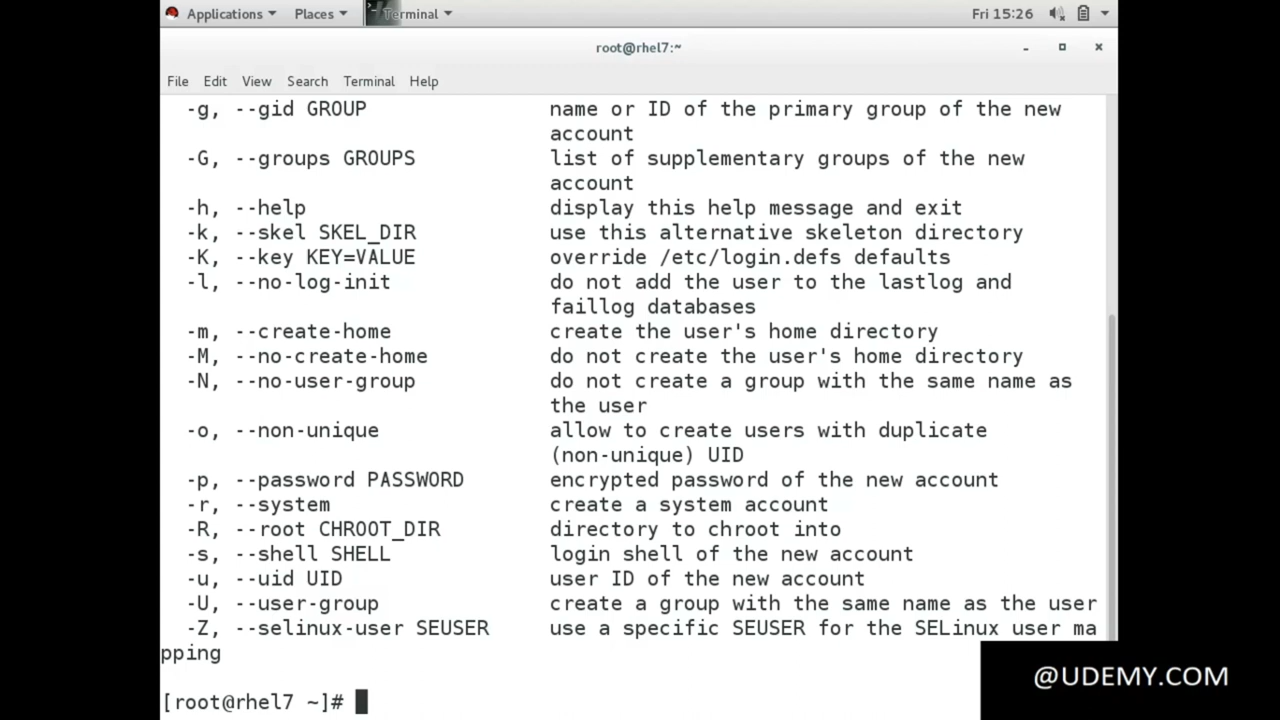 Applications Places Terminal Fri 15:26
root@rhel7:~
File Edit View Search Terminal Help
-g, --gid GROUP name or ID of the primary group of the new
account
-G, --groups GROUPS list of supplementary groups of the new
account
-h, --help display this help message and exit
-k, --skel SKEL_DIR use this alternative skeleton directory
-K, --key KEY=VALUE override /etc/login.defs defaults
-l, --no-log-init do not add the user to the lastlog and
faillog databases
-m, --create-home create the user's home directory
-M, --no-create-home do not create the user's home directory
-N, --no-user-group do not create a group with the same name as
the user
-o, --non-unique allow to create users with duplicate
(non-unique) UID
-p, --password PASSWORD encrypted password of the new account
-r, --system create a system account
-R, --root CHROOT_DIR directory to chroot into
-s, --shell SHELL login shell of the new account
-u, --uid UID user ID of the new account
-U, --user-group create a group with the same name as the user
-Z, --selinux-user SEUSER use a specific SEUSER for the SELinux user ma
pping
[root@rhel7 ~]#
@UDEMY.COM